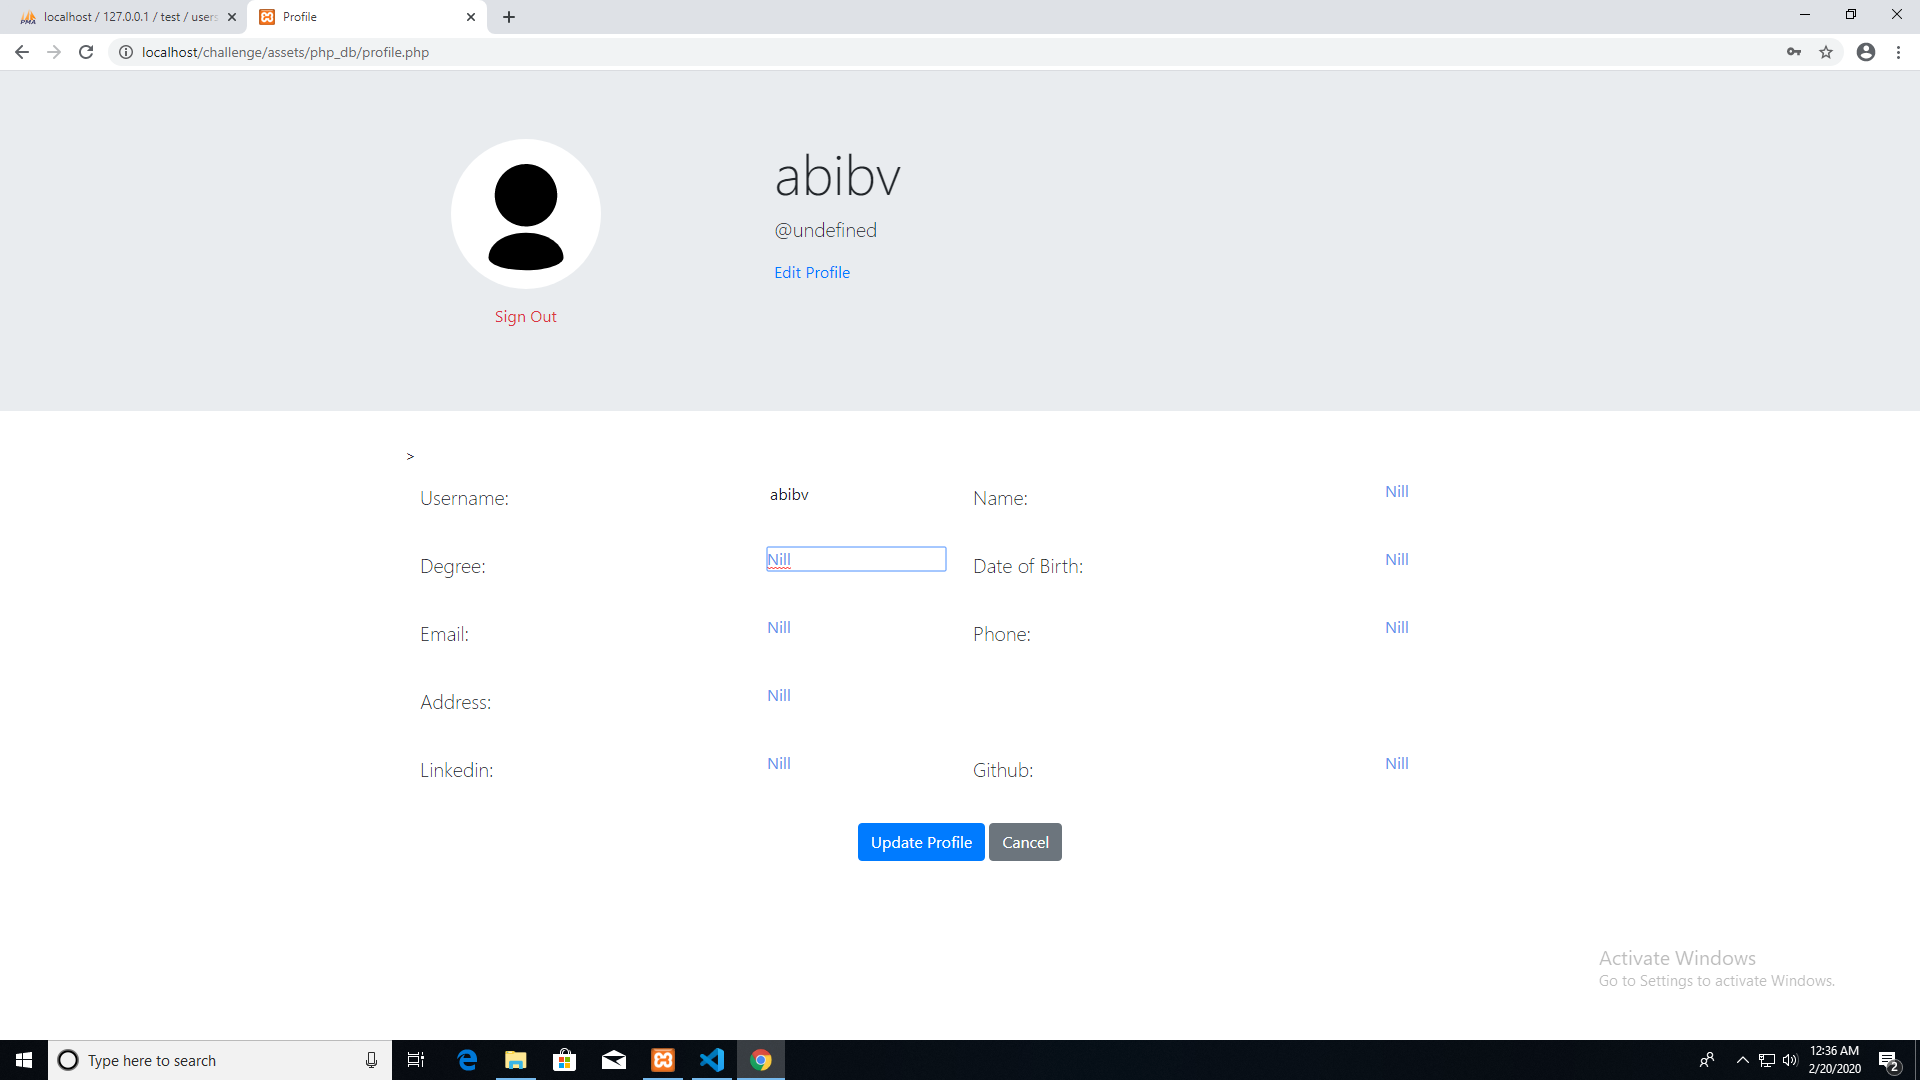 localhost / 127.0.0.1 / test / users
Profile
localhost/challenge/assets/php_db/profile.php
abibv
@undefined
Edit Profile
Sign Out
>
Username: abibv Name: Nill
Degree: Nill Date of Birth: Nill
Email: Nill Phone: Nill
Address: Nill
Linkedin: Nill Github: Nill
Update Profile Cancel
Activate Windows
Go to Settings to activate Windows.
Type here to search
12:36 AM
2/20/2020
2